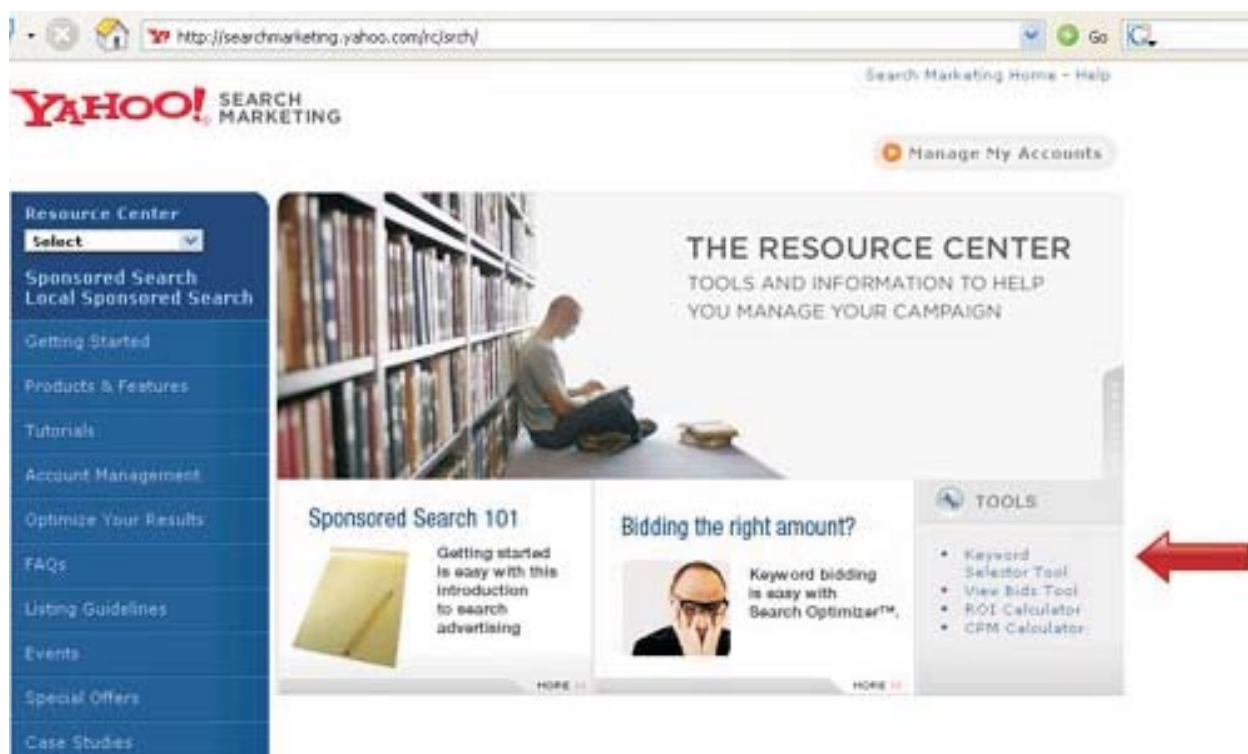 http://searchmarketing.yahoo.com/rc/srch/
Go
Search Marketing Home - Help
YAHOO! SEARCH
MARKETING
Manage My Accounts
Resource Center
Select
Sponsored Search
Local Sponsored Search
Getting Started
Products & Features
Tutorials
Account Management
Optimize Your Results
FAQs
Listing Guidelines
Events
Special Offers
Case Studies
THE RESOURCE CENTER
TOOLS AND INFORMATION TO HELP
YOU MANAGE YOUR CAMPAIGN
Sponsored Search 101
Getting started
is easy with this
introduction
to search
advertising
MORE
Bidding the right amount?
Keyword bidding
is easy with
Search Optimizer™.
MORE
TOOLS
• Keyword
Selector Tool
• View Bids Tool
• ROI Calculator
• CPM Calculator